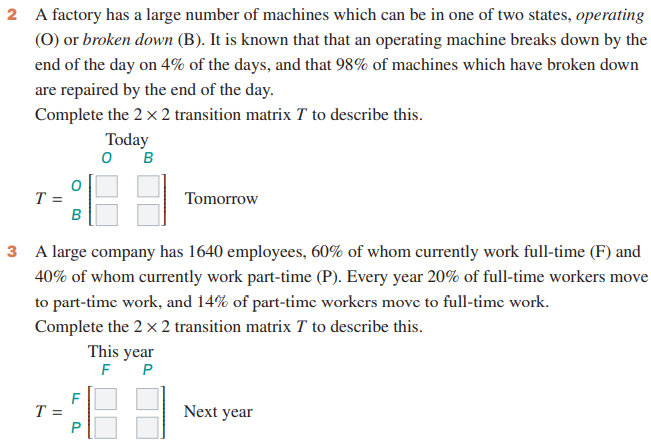 2 A factory has a large number of machines which can be in one of two states, operating
(O) or broken down (B). It is known that that an operating machine breaks down by the
end of the day on 4% of the days, and that 98% of machines which have broken down
are repaired by the end of the day.
Complete the 2 × 2 transition matrix T to describe this.
Today
O B
O
T = Tomorrow
B
3 A large company has 1640 employees, 60% of whom currently work full-time (F) and
40% of whom currently work part-time (P). Every year 20% of full-time workers move
to part-time work, and 14% of part-time workers move to full-time work.
Complete the 2 × 2 transition matrix T to describe this.
This year
F P
F
T = Next year
P